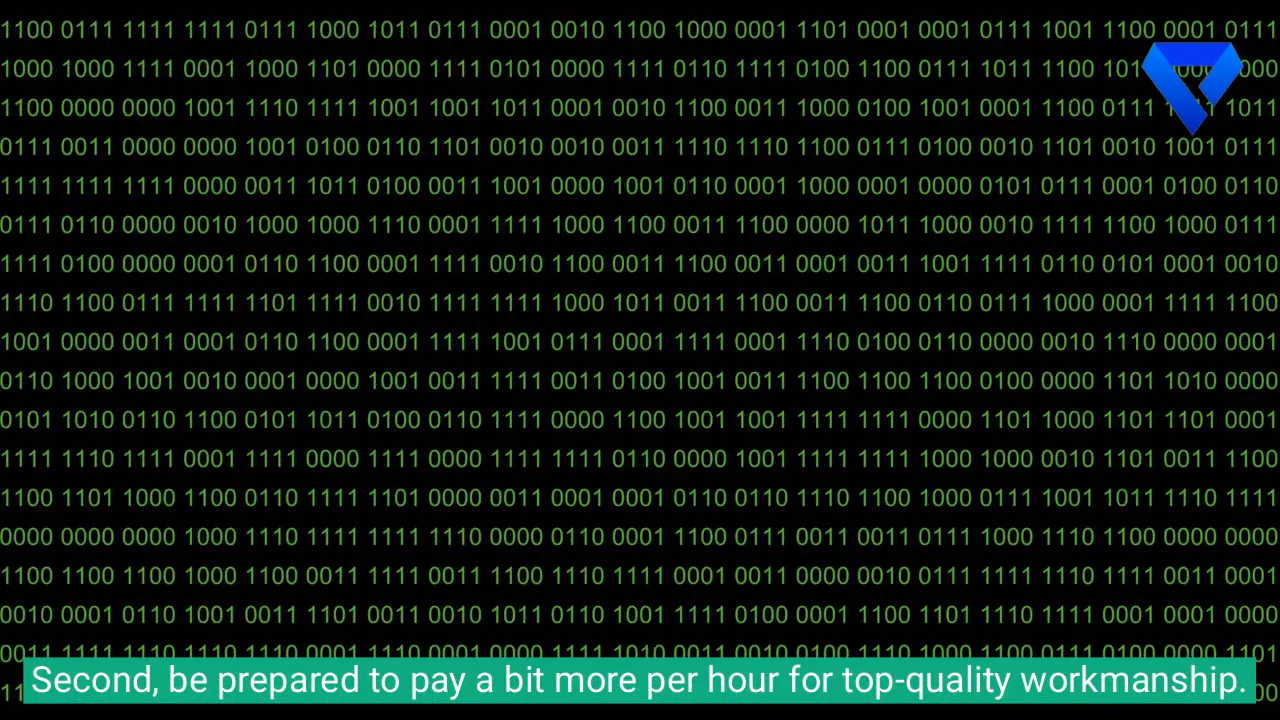 1100 0111 1111 1111 0111 1000 1011 0111 0001 0010 1100 1000 0001 1101 0001 0111 1001 1100 0001 0111
1000 1000 1111 0001 1000 1101 0000 1111 0101 0000 1111 0110 1111 0100 1100 0111 1011 1100 101
1100 0000 0000 1001 1110 1111 1001 1001 1011 0001 0010 1100 0011 1000 0100 1001 0001 1100 0111 1011
0111 0011 0000 0000 1001 0100 0110 1101 0010 0010 0011 1110 1110 1100 0111 0100 0010 1101 0010 1001 0111
1111 1111 1111 0000 0011 1011 0100 0011 1001 0000 1001 0110 0001 1000 0001 0000 0101 0111 0001 0100 0110
0111 0110 0000 0010 1000 1000 1110 0001 1111 1000 1100 0011 1100 0000 1011 1000 0010 1111 1100 1000 0111
1111 0100 0000 0001 0110 1100 0001 1111 0010 1100 0011 1100 0011 0001 0011 1001 1111 0110 0101 0001 0010
1110 1100 0111 1111 1101 1111 0010 1111 1111 1000 1011 0011 1100 0011 1100 0110 0111 1000 0001 1111 1100
1001 0000 0011 0001 0110 1100 0001 1111 1001 0111 0001 1111 0001 1110 0100 0110 0000 0010 1110 0000 0001
0110 1000 1001 0010 0001 0000 1001 0011 1111 0011 0100 1001 0011 1100 1100 1100 0100 0000 1101 1010 0000
0101 1010 0110 1100 0101 1011 0100 0110 1111 0000 1100 1001 1001 1111 1111 0000 1101 1000 1101 1101 0001
1111 1110 1111 0001 1111 0000 1111 0000 1111 1111 0110 0000 1001 1111 1111 1000 1000 0010 1101 0011 1100
1100 1101 1000 1100 0110 1111 1101 0000 0011 0001 0001 0110 0110 1110 1100 1000 0111 1001 1011 1110 1111
0000 0000 0000 1000 1110 1111 1111 1110 0000 0110 0001 1100 0111 0011 0011 0111 1000 1110 1100 0000 0000
1100 1100 1100 1000 1100 0011 1111 0011 1100 1110 1111 0001 0011 0000 0010 0111 1111 1110 1111 0011 0001
0010 0001 0110 1001 0011 1101 0011 0010 1011 0110 1001 1111 0100 0001 1100 1101 1110 1111 0001 0001 0000
Second, be prepared to pay a bit more per hour for top-quality workmanship.